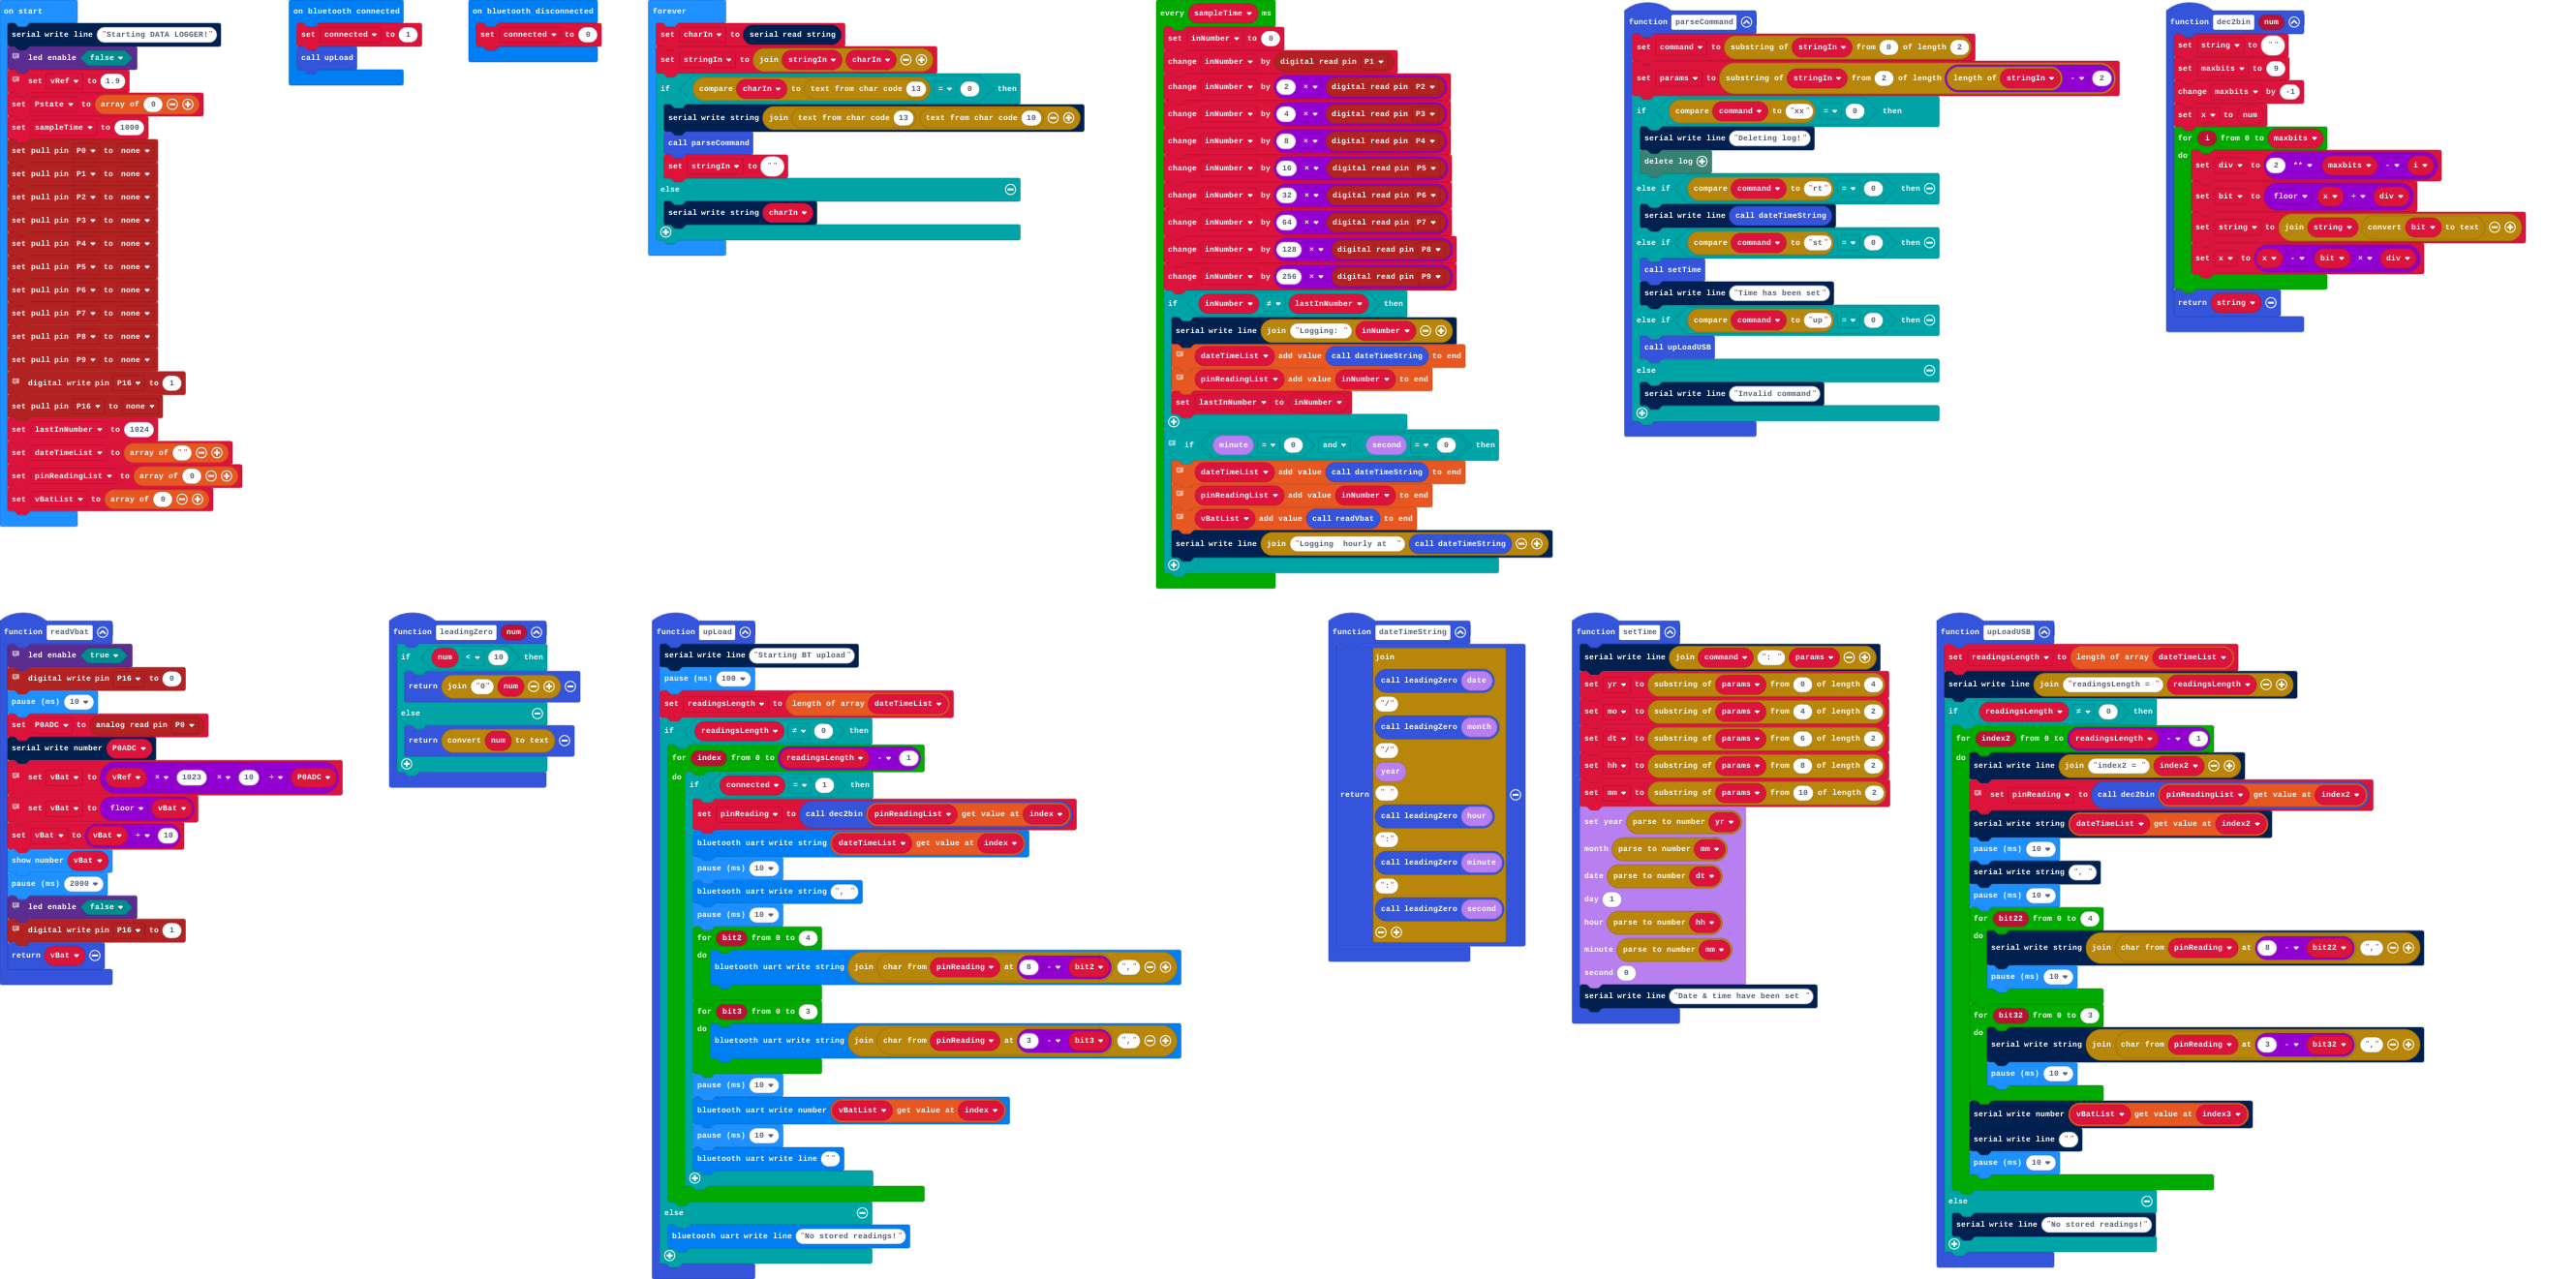 on start
serial write line "Starting DATA LOGGER!"
led enable false
set vRef to 1.9
set Pstate to array of 0
set sampleTime to 1000
set pull pin P0 to none
set pull pin P1 to none
set pull pin P2 to none
set pull pin P3 to none
set pull pin P4 to none
set pull pin P5 to none
set pull pin P6 to none
set pull pin P7 to none
set pull pin P8 to none
set pull pin P9 to none
digital write pin P16 to 1
set pull pin P16 to none
set lastInNumber to 1024
set dateTimeList to array of ""
set pinReadingList to array of 0
set vBatList to array of 0
on bluetooth connected
set connected to 1
call upLoad
on bluetooth disconnected
set connected to 0
forever
set charIn to serial read string
set stringIn to join stringIn charIn
if compare charIn to text from char code 13 = 0 then
serial write string join text from char code 13 text from char code 10
call parseCommand
set stringIn to ""
else
serial write string charIn
every sampleTime ms
set inNumber to 0
change inNumber by digital read pin P1
change inNumber by 2 × digital read pin P2
change inNumber by 4 × digital read pin P3
change inNumber by 8 × digital read pin P4
change inNumber by 16 × digital read pin P5
change inNumber by 32 × digital read pin P6
change inNumber by 64 × digital read pin P7
change inNumber by 128 × digital read pin P8
change inNumber by 256 × digital read pin P9
if inNumber ≠ lastInNumber then
serial write line join "Logging: " inNumber
dateTimeList add value call dateTimeString to end
pinReadingList add value inNumber to end
set lastInNumber to inNumber
if minute = 0 and second = 0 then
dateTimeList add value call dateTimeString to end
pinReadingList add value inNumber to end
vBatList add value call readVbat to end
serial write line join "Logging  hourly at  " call dateTimeString
function parseCommand
set command to substring of stringIn from 0 of length 2
set params to substring of stringIn from 2 of length length of stringIn - 2
if compare command to "xx" = 0 then
serial write line "Deleting log!"
delete log
else if compare command to "rt" = 0 then
serial write line call dateTimeString
else if compare command to "st" = 0 then
call setTime
serial write line "Time has been set"
else if compare command to "up" = 0 then
call upLoadUSB
else
serial write line "Invalid command"
function dec2bin num
set string to ""
set maxbits to 9
change maxbits by -1
set x to num
for i from 0 to maxbits
do
set div to 2 ** maxbits - i
set bit to floor x ÷ div
set string to join string convert bit to text
set x to x - bit × div
return string
function readVbat
led enable true
digital write pin P16 to 0
pause (ms) 10
set P0ADC to analog read pin P0
serial write number P0ADC
set vBat to vRef × 1023 × 10 ÷ P0ADC
set vBat to floor vBat
set vBat to vBat ÷ 10
show number vBat
pause (ms) 2000
led enable false
digital write pin P16 to 1
return vBat
function leadingZero num
if num < 10 then
return join "0" num
else
return convert num to text
function upLoad
serial write line "Starting BT upload"
pause (ms) 100
set readingsLength to length of array dateTimeList
if readingsLength ≠ 0 then
for index from 0 to readingsLength - 1
do
if connected = 1 then
set pinReading to call dec2bin pinReadingList get value at index
bluetooth uart write string dateTimeList get value at index
pause (ms) 10
bluetooth uart write string ", "
pause (ms) 10
for bit2 from 0 to 4
do
bluetooth uart write string join char from pinReading at 8 - bit2 ","
for bit3 from 0 to 3
do
bluetooth uart write string join char from pinReading at 3 - bit3 ","
pause (ms) 10
bluetooth uart write number vBatList get value at index
pause (ms) 10
bluetooth uart write line ""
else
bluetooth uart write line "No stored readings!"
function dateTimeString
return
join
call leadingZero date
"/"
call leadingZero month
"/"
year
" "
call leadingZero hour
":"
call leadingZero minute
":"
call leadingZero second
function setTime
serial write line join command ": " params
set yr to substring of params from 0 of length 4
set mo to substring of params from 4 of length 2
set dt to substring of params from 6 of length 2
set hh to substring of params from 8 of length 2
set mm to substring of params from 10 of length 2
set year parse to number yr
month parse to number mm
date parse to number dt
day 1
hour parse to number hh
minute parse to number mm
second 0
serial write line "Date & time have been set "
function upLoadUSB
set readingsLength to length of array dateTimeList
serial write line join "readingsLength = " readingsLength
if readingsLength ≠ 0 then
for index2 from 0 to readingsLength - 1
do
serial write line join "index2 = " index2
set pinReading to call dec2bin pinReadingList get value at index2
serial write string dateTimeList get value at index2
pause (ms) 10
serial write string ", "
pause (ms) 10
for bit22 from 0 to 4
do
serial write string join char from pinReading at 8 - bit22 ","
pause (ms) 10
for bit32 from 0 to 3
do
serial write string join char from pinReading at 3 - bit32 ","
pause (ms) 10
serial write number vBatList get value at index3
serial write line ""
pause (ms) 10
else
serial write line "No stored readings!"